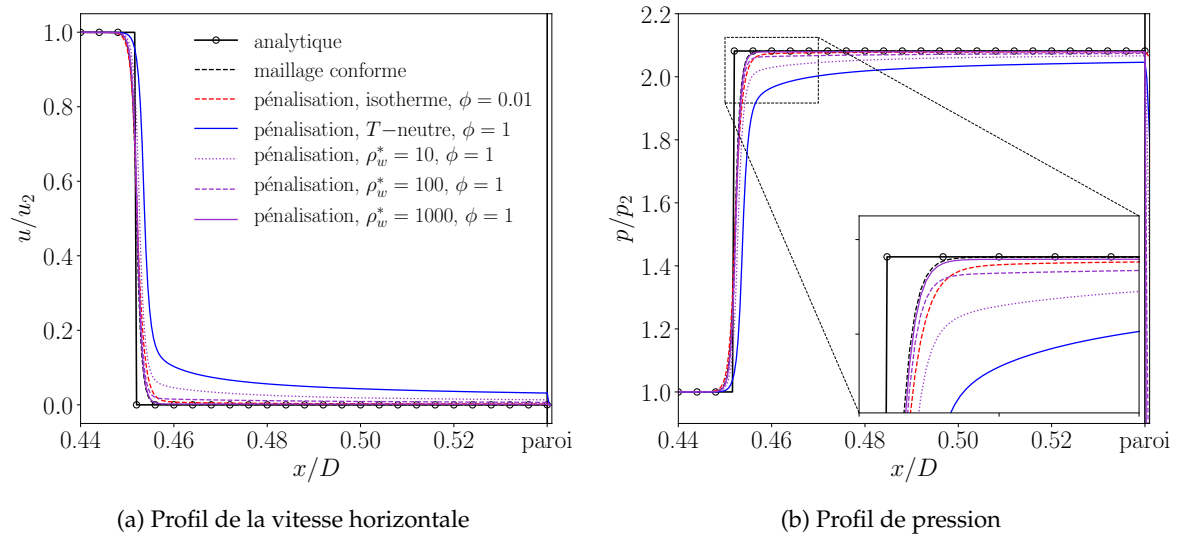 1.0
0.8
0.6
0.4
0.2
0.0
u/u₂
0.44
0.46
0.48
0.50
0.52
paroi
x/D
analytique
maillage conforme
pénalisation, isotherme, ϕ = 0.01
pénalisation, T−neutre, ϕ = 1
pénalisation, ρ*w = 10, ϕ = 1
pénalisation, ρ*w = 100, ϕ = 1
pénalisation, ρ*w = 1000, ϕ = 1
(a) Profil de la vitesse horizontale
2.2
2.0
1.8
1.6
1.4
1.2
1.0
p/p₂
0.44
0.46
0.48
0.50
0.52
paroi
x/D
(b) Profil de pression